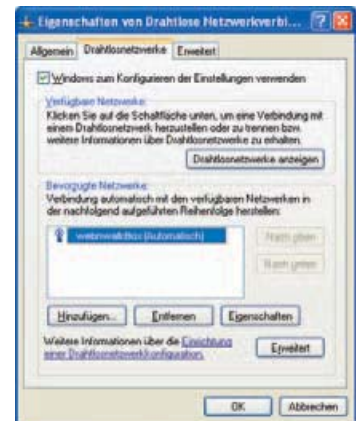 Eigenschaften von Drahtlose Netzwerkverbi...
Allgemein Drahtlosnetzwerke Erweitert
Windows zum Konfigurieren der Einstellungen verwenden
Verfügbare Netzwerke:
Klicken Sie auf die Schaltfläche unten, um eine Verbindung mit
einem Drahtlosnetzwerk herzustellen oder zu trennen bzw.
weitere Informationen über Drahtlosnetzwerke zu erhalten.
Drahtlosnetzwerke anzeigen
Bevorzugte Netzwerke:
Verbindung automatisch mit den verfügbaren Netzwerken in
der nachfolgend aufgeführten Reihenfolge herstellen:
(Automatisch)
Nach oben
Nach unten
Hinzufügen... Entfernen Eigenschaften
Weitere Informationen über die Einrichtung
einer Drahtlosnetzwerkkonfiguration.
Erweitert
OK Abbrechen